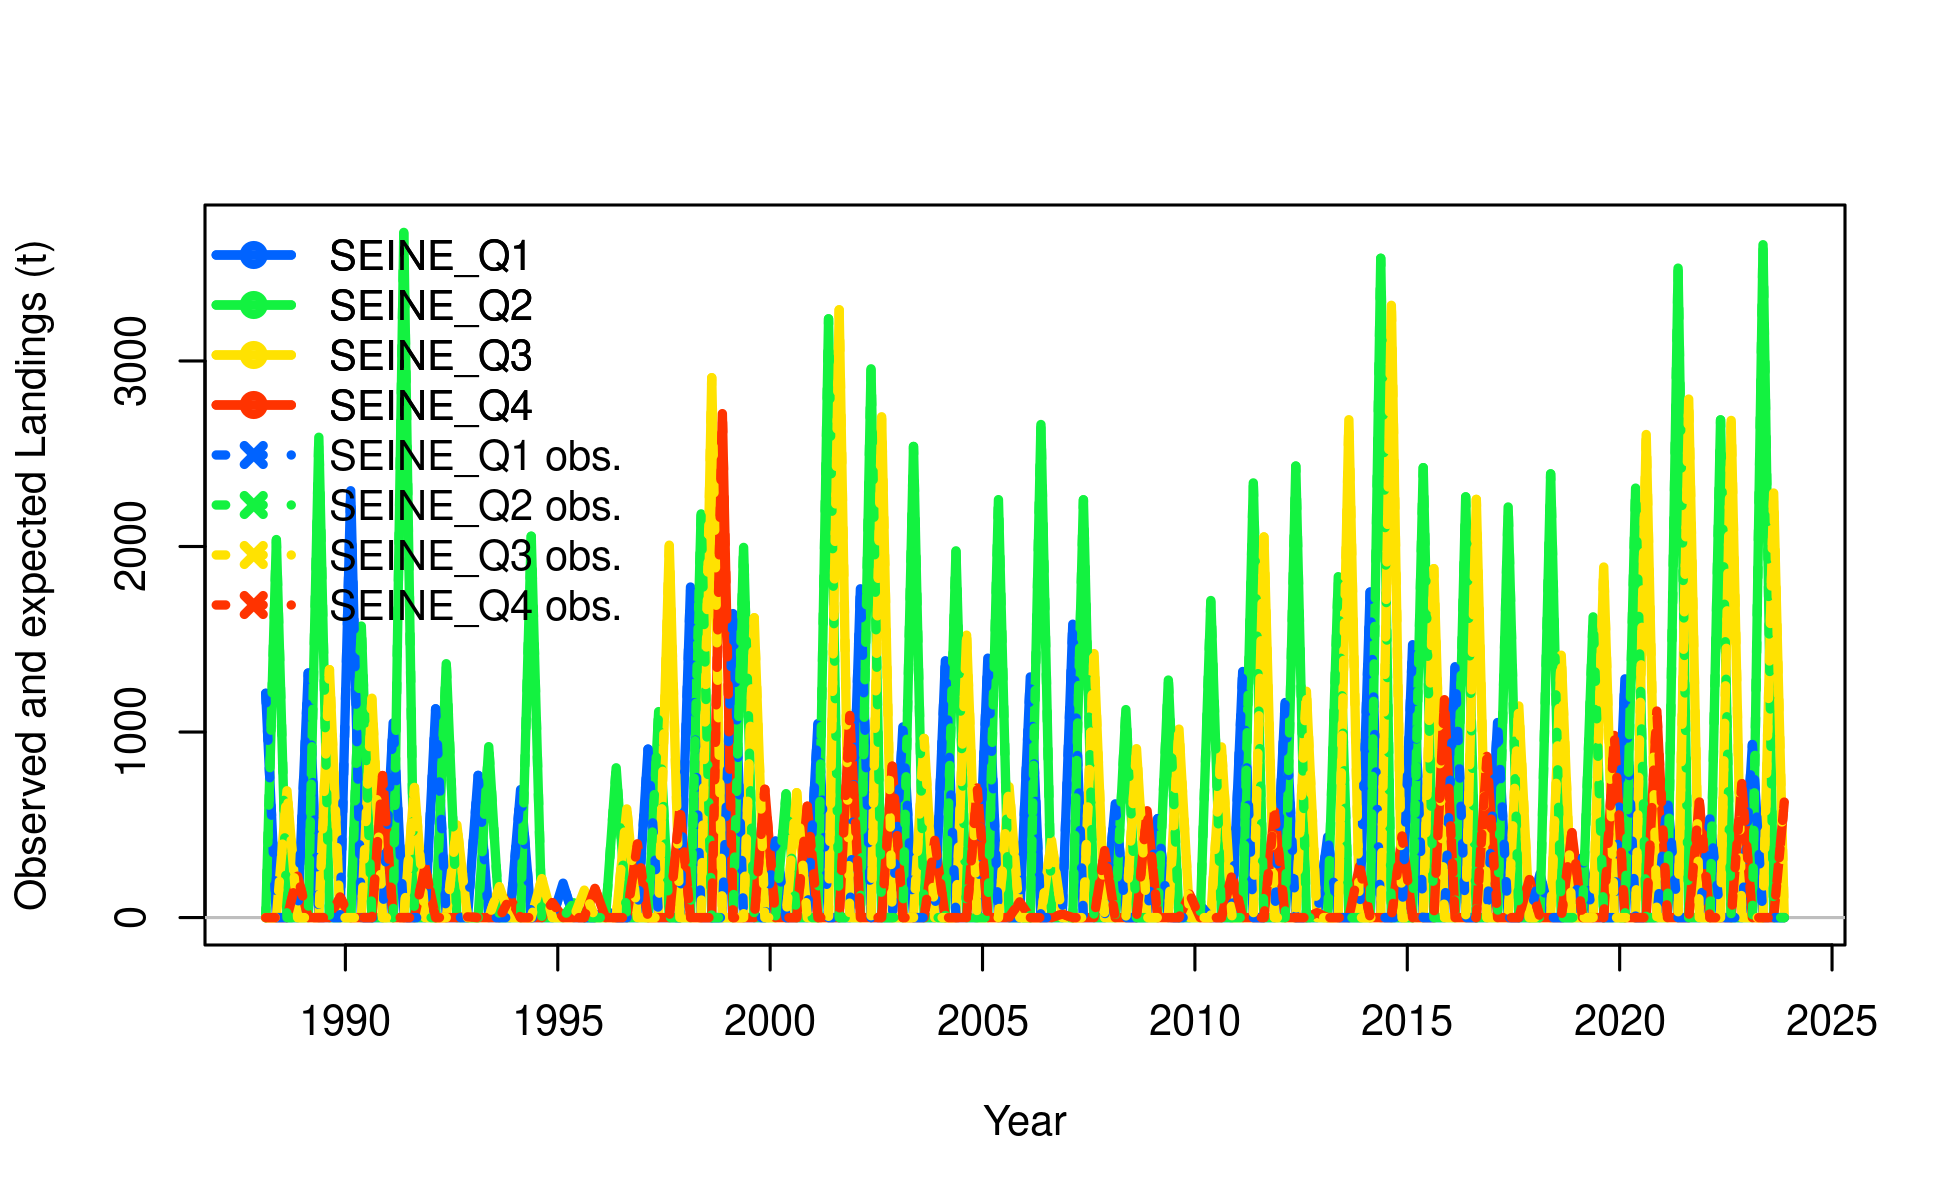 Observed and expected Landings (t)
3000
2000
1000
0
SEINE_Q1
SEINE_Q2
SEINE_Q3
SEINE_Q4
SEINE_Q1 obs.
SEINE_Q2 obs.
SEINE_Q3 obs.
SEINE_Q4 obs.
1990 1995 2000 2005 2010 2015 2020 2025
Year